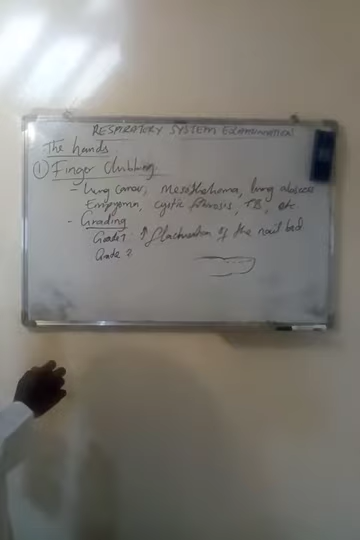 RESPIRATORY SYSTEM EXAMINATION
The hands
① Finger clubbing
- Lung cancer, Mesothelioma, lung abscess
Empyema, cystic fibrosis, TB, etc
- Grading
Grade 1: ↑ fluctuation of the nail bed
Grade 2